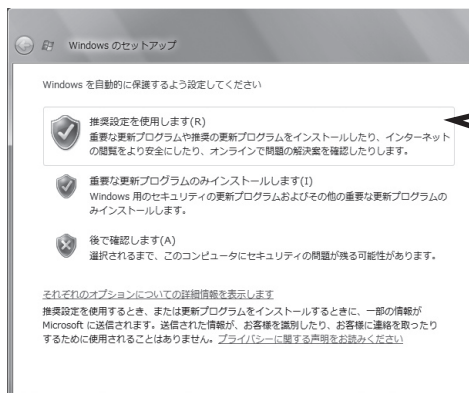 Windows のセットアップ
Windows を自動的に保護するよう設定してください
推奨設定を使用します(R)
重要な更新プログラムや推奨の更新プログラムをインストールしたり、インターネット
の閲覧をより安全にしたり、オンラインで問題の解決策を確認したりします。
重要な更新プログラムのみインストールします(I)
Windows 用のセキュリティの更新プログラムおよびその他の重要な更新プログラムの
みインストールします。
後で確認します(A)
選択されるまで、このコンピュータにセキュリティの問題が残る可能性があります。
それぞれのオプションについての詳細情報を表示します
推奨設定を使用するとき、または更新プログラムをインストールするときに、一部の情報が
Microsoft に送信されます。送信された情報が、お客様を識別したり、お客様に連絡を取ったり
するために使用されることはありません。プライバシーに関する声明をお読みください